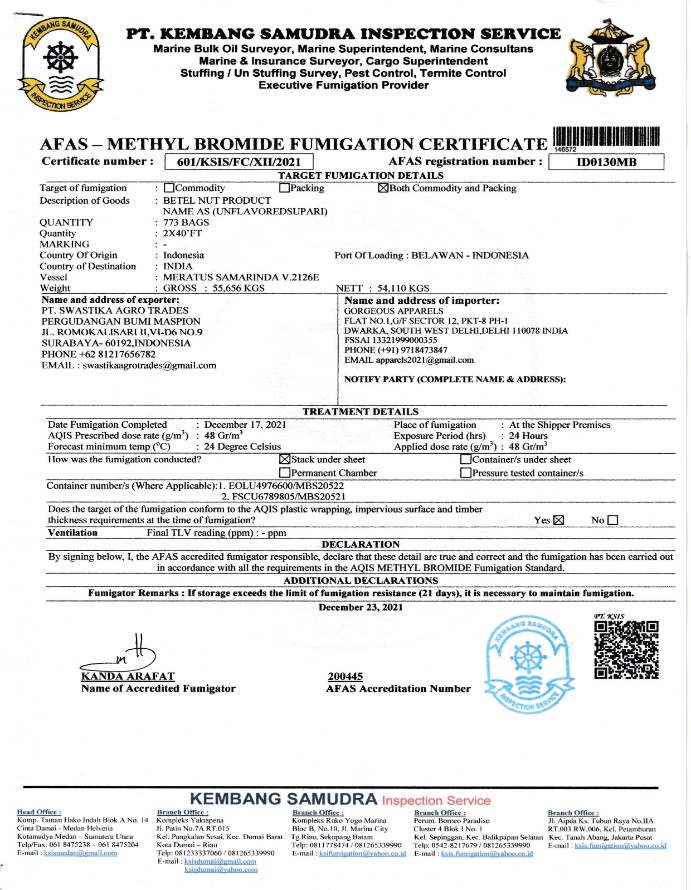 KEMBANG SAMUDRA
INSPECTION SERVICE
PT. KEMBANG SAMUDRA INSPECTION SERVICE
Marine Bulk Oil Surveyor, Marine Superintendent, Marine Consultans
Marine & Insurance Surveyor, Cargo Superintendent
Stuffing / Un Stuffing Survey, Pest Control, Termite Control
Executive Fumigation Provider
AFAS – METHYL BROMIDE FUMIGATION CERTIFICATE
146572
Certificate number : 601/KSIS/FC/XII/2021 AFAS registration number : ID0130MB
TARGET FUMIGATION DETAILS
Target of fumigation : ☐Commodity ☐Packing ☒Both Commodity and Packing
Description of Goods : BETEL NUT PRODUCT
NAME AS (UNFLAVOREDSUPARI)
QUANTITY : 773 BAGS
Quantity : 2X40'FT
MARKING : -
Country Of Origin : Indonesia Port Of Loading : BELAWAN - INDONESIA
Country of Destination : INDIA
Vessel : MERATUS SAMARINDA V.2126E
Weight : GROSS : 55,656 KGS NETT : 54,110 KGS
Name and address of exporter:
PT. SWASTIKA AGRO TRADES
PERGUDANGAN BUMI MASPION
JL. ROMOKALISARI II,VI-D6 NO.9
SURABAYA- 60192,INDONESIA
PHONE +62 81217656782
EMAIL : swastikaagrotrades@gmail.com
Name and address of importer:
GORGEOUS APPARELS
FLAT NO.1,G/F SECTOR 12, PKT-8 PH-1
DWARKA, SOUTH WEST DELHI,DELHI 110078 INDIA
FSSAI 13321999000355
PHONE (+91) 9718473847
EMAIL apparels2021@gmail.com
NOTIFY PARTY (COMPLETE NAME & ADDRESS):
TREATMENT DETAILS
Date Fumigation Completed : December 17, 2021 Place of fumigation : At the Shipper Premises
AQIS Prescribed dose rate (g/m³) : 48 Gr/m³ Exposure Period (hrs) : 24 Hours
Forecast minimum temp (°C) : 24 Degree Celsius Applied dose rate (g/m³) : 48 Gr/m³
How was the fumigation conducted? ☒Stack under sheet ☐Container/s under sheet
☐Permanent Chamber ☐Pressure tested container/s
Container number/s (Where Applicable):1. EOLU4976600/MBS20522
2. FSCU6789805/MBS20521
Does the target of the fumigation conform to the AQIS plastic wrapping, impervious surface and timber
thickness requirements at the time of fumigation? Yes ☒ No ☐
Ventilation Final TLV reading (ppm) : - ppm
DECLARATION
By signing below, I, the AFAS accredited fumigator responsible, declare that these detail are true and correct and the fumigation has been carried out
in accordance with all the requirements in the AQIS METHYL BROMIDE Fumigation Standard.
ADDITIONAL DECLARATIONS
Fumigator Remarks : If storage exceeds the limit of fumigation resistance (21 days), it is necessary to maintain fumigation.
December 23, 2021
PT. KSIS
KEMBANG SAMUDRA
INSPECTION SERVICE
KANDA ARAFAT
Name of Accredited Fumigator
200445
AFAS Accreditation Number
KEMBANG SAMUDRA Inspection Service
Head Office :
Komp. Taman Hako Indah Blok A No. 14
Cinta Damai - Medan Helvetia
Kotamadya Medan – Sumatera Utara
Telp/Fax. 061 8475238 – 061 8475204
E-mail : ksismedan@gmail.com
Branch Office :
Kompleks Yaktapena
Jl. Patin No.7A RT.015
Kel. Pangkalan Sesai, Kec. Dumai Barat
Kota Dumai – Riau
Telp: 081233337060 / 081265339990
E-mail : ksisdumai@gmail.com
ksisdumai@yahoo.com
Branch Office :
Kompleks Ruko Yogo Marina
Bloc B, No.10, Jl. Marina City
Tg Riau, Sekupang Batam
Telp: 0811778474 / 081265339990
E-mail : ksifumigation@yahoo.co.id
Branch Office :
Perum. Borneo Paradise
Cluster 4 Blok I No. 1
Kel. Sepinggan, Kec. Balikpapan Selatan
Telp: 0542-8217679 / 081265339990
E-mail : ksis.fumigation@yahoo.co.id
Branch Office :
Jl. Aipda Ks. Tubun Raya No.IIA
RT.003 RW.006, Kel. Petamburan
Kec. Tanah Abang, Jakarta Pusat
E-mail : ksis.fumigation@yahoo.co.id